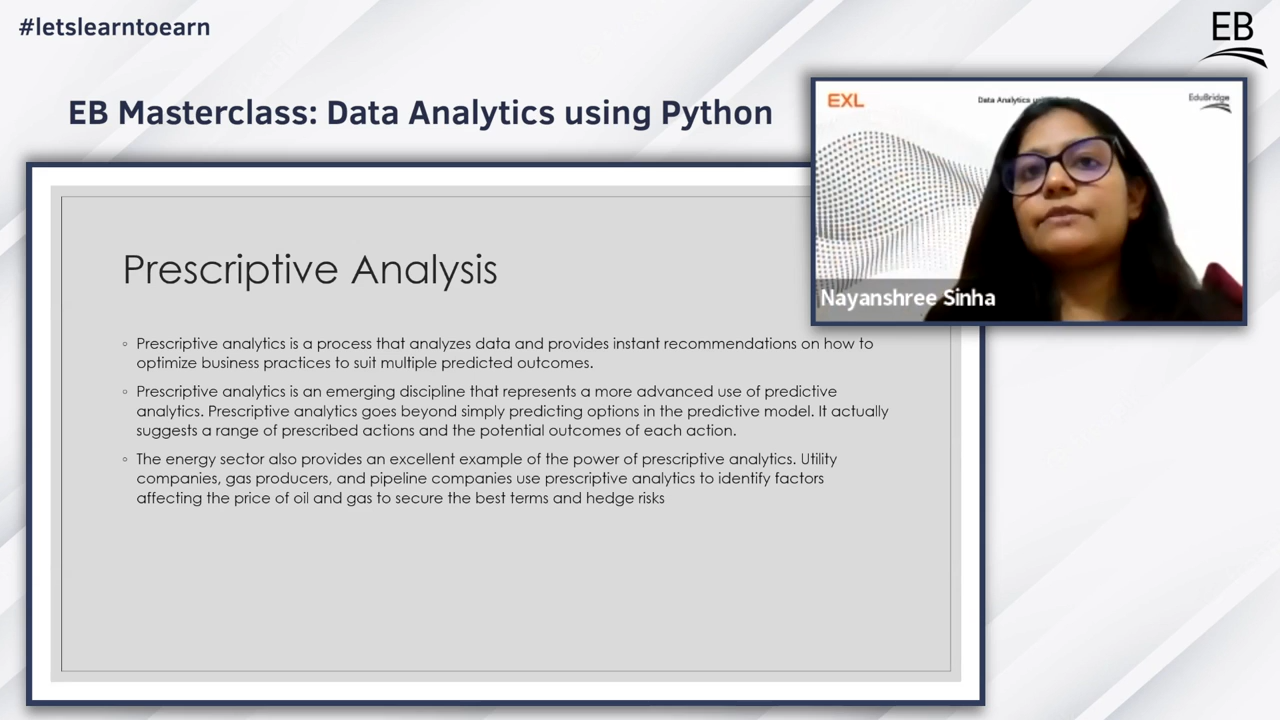 #letslearntoearn
EB
EB Masterclass: Data Analytics using Python
EXL
Data Analytics
EduBridge
Nayanshree Sinha
Prescriptive Analysis
◦ Prescriptive analytics is a process that analyzes data and provides instant recommendations on how to
optimize business practices to suit multiple predicted outcomes.
◦ Prescriptive analytics is an emerging discipline that represents a more advanced use of predictive
analytics. Prescriptive analytics goes beyond simply predicting options in the predictive model. It actually
suggests a range of prescribed actions and the potential outcomes of each action.
◦ The energy sector also provides an excellent example of the power of prescriptive analytics. Utility
companies, gas producers, and pipeline companies use prescriptive analytics to identify factors
affecting the price of oil and gas to secure the best terms and hedge risks